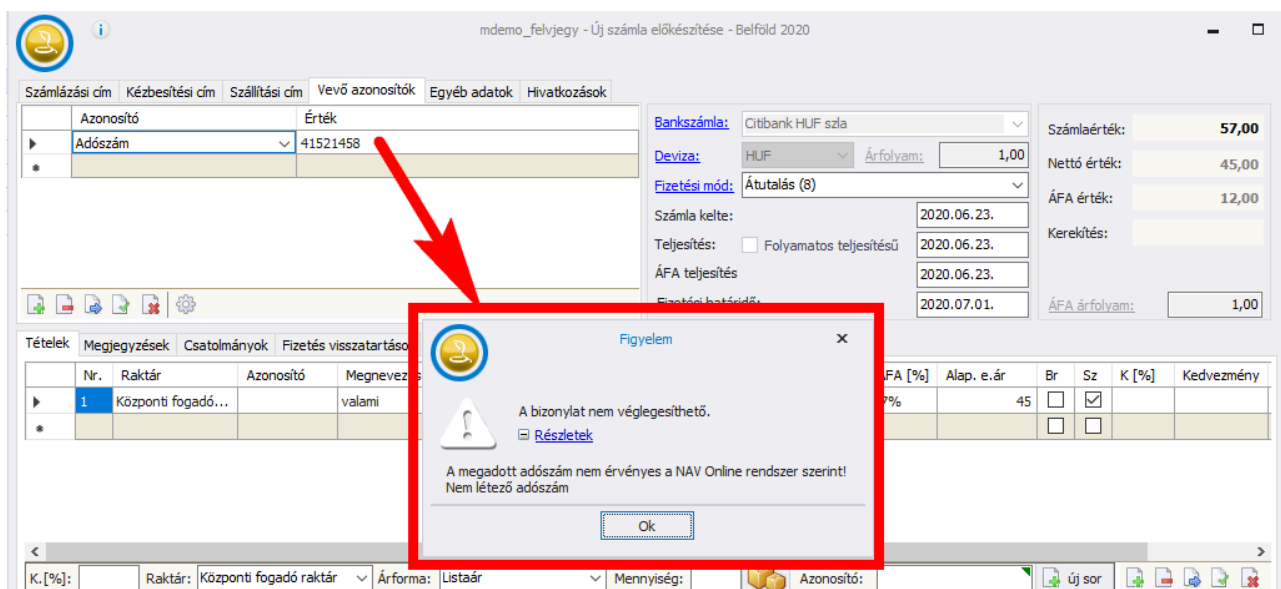 mdemo_felvjegy - Új számla előkészítése - Belföld 2020
Számlázási cím Kézbesítési cím Szállítási cím Vevő azonosítók Egyéb adatok Hivatkozások
Azonosító Érték
Adószám 41521458
Bankszámla: Citibank HUF szla
Deviza: HUF Árfolyam: 1,00
Fizetési mód: Átutalás (8)
Számla kelte: 2020.06.23.
Teljesítés: Folyamatos teljesítésű 2020.06.23.
ÁFA teljesítés 2020.06.23.
2020.07.01.
Számlaérték: 57,00
Nettó érték: 45,00
ÁFA érték: 12,00
Kerekítés:
ÁFA árfolyam: 1,00
Tételek Megjegyzések Csatolmányok Fizetés
Nr. Raktár Azonosító ÁFA [%] Alap. e.ár Br Sz K [%] Kedvezmény
1 Központi fogadó... valami 45
Figyelem
A bizonylat nem véglegesíthető.
Részletek
A megadott adószám nem érvényes a NAV Online rendszer szerint!
Nem létező adószám
Ok
K.[%]: Raktár: Központi fogadó raktár Árforma: Listaár Mennyiség: Azonosító: új sor